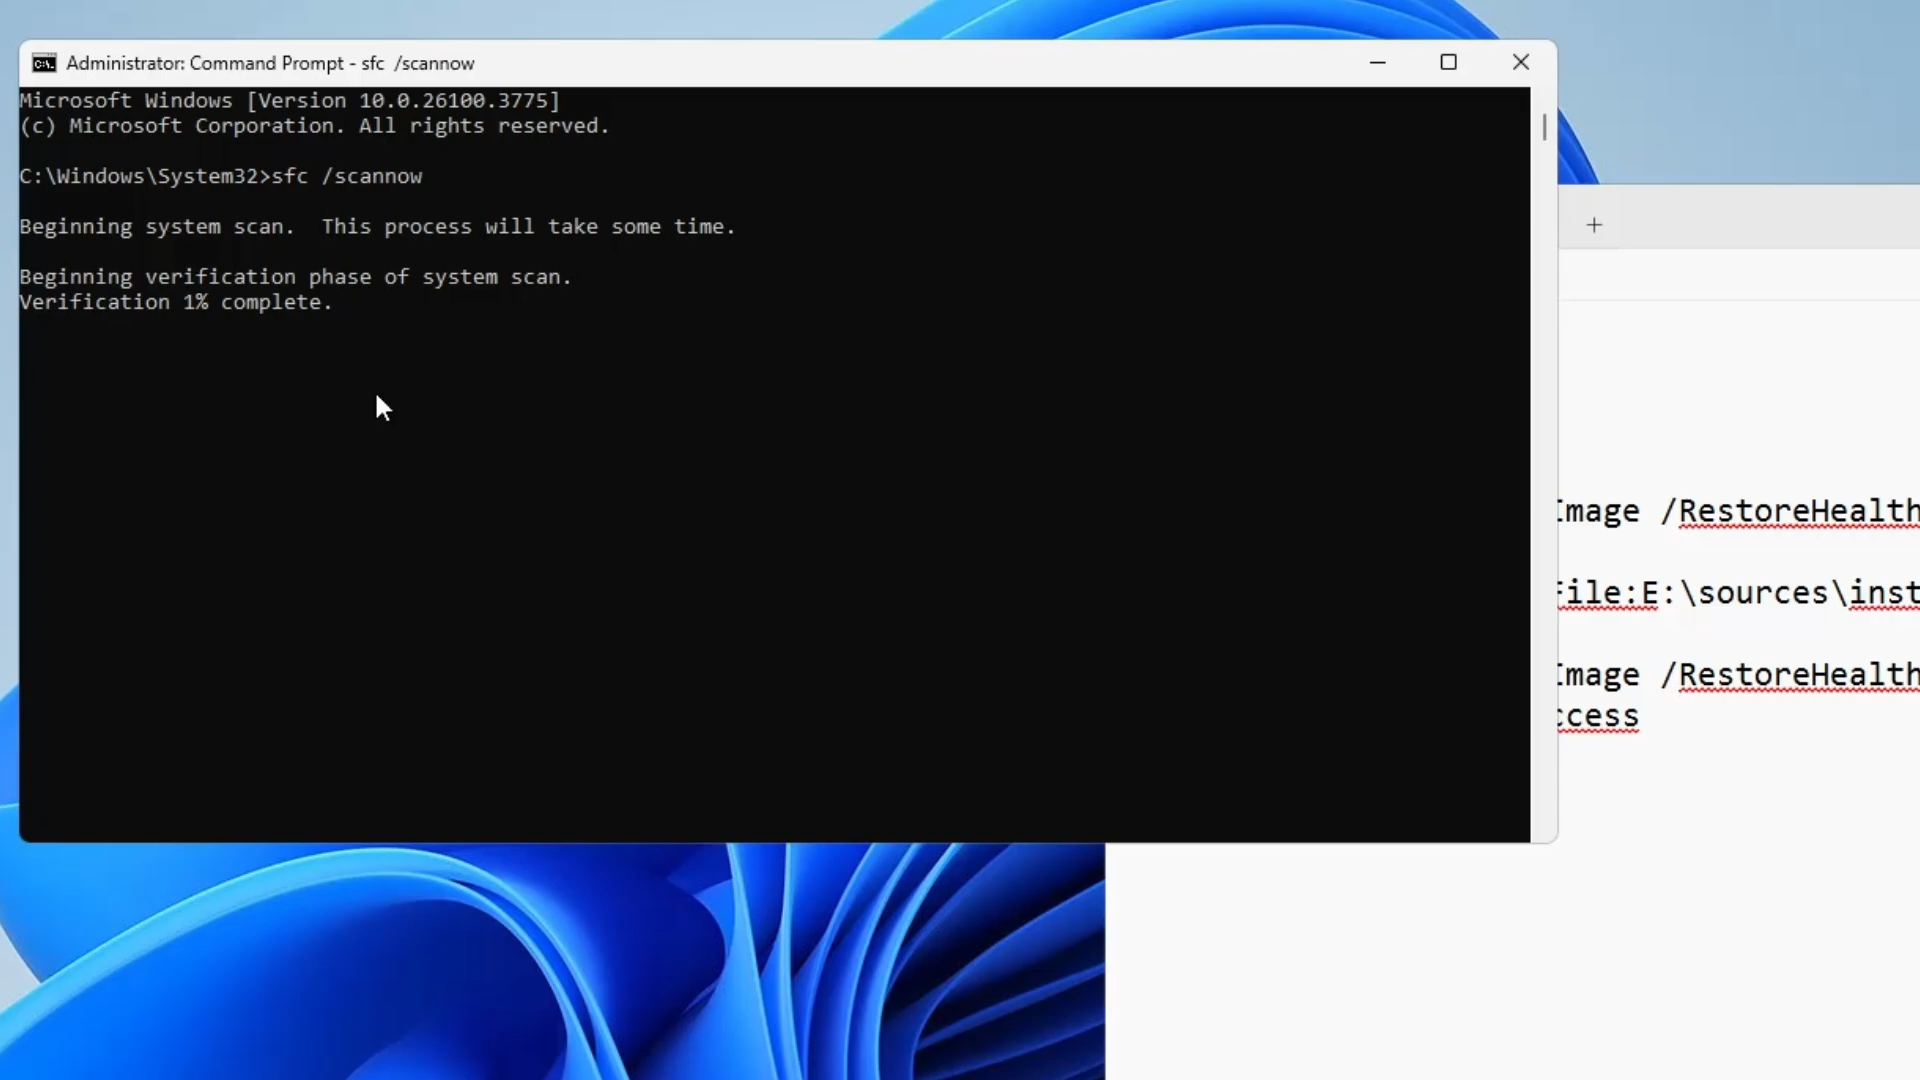 Administrator: Command Prompt - sfc /scannow
Microsoft Windows [Version 10.0.26100.3775]
(c) Microsoft Corporation. All rights reserved.
C:\Windows\System32>sfc /scannow
Beginning system scan.  This process will take some time.
Beginning verification phase of system scan.
Verification 1% complete.
Image /RestoreHealth
File:E:\sources\inst
Image /RestoreHealth
ccess